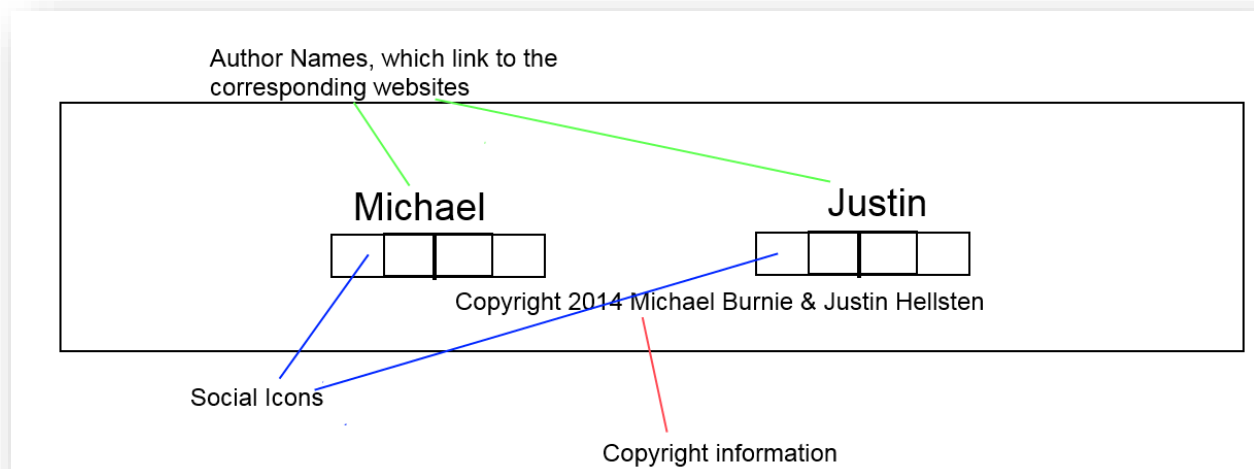 Author Names, which link to the
corresponding websites
Michael
Justin
Copyright 2014 Michael Burnie & Justin Hellsten
Social Icons
Copyright information